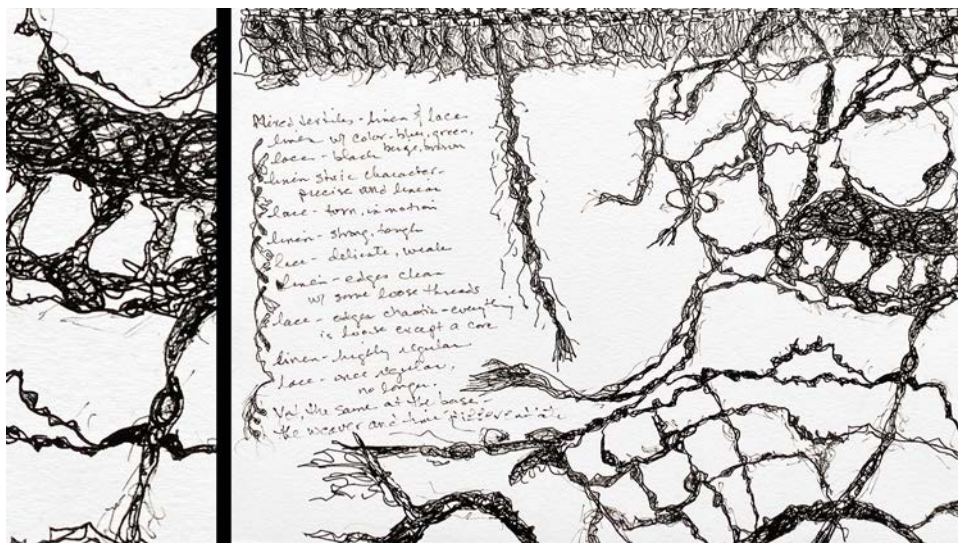 Mixed textiles - linen & lace
linen w/ color - blue, green,
lace - black beige, brown
linen static character -
precise and linear
lace - torn, in motion
linen - strong, tough
lace - delicate, weak
linen - edges clean
w/ some loose threads
lace - edges chaotic - everything
is loose except a core
linen - highly regular
lace - once regular,
no longer.
Yet, the same at the base.
the weaver and time differentiate